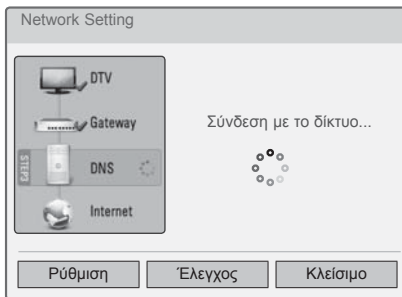 Network Setting
DTV
Gateway
STEP3
DNS
Internet
Σύνδεση με το δίκτυο...
Ρύθμιση
Έλεγχος
Κλείσιμο